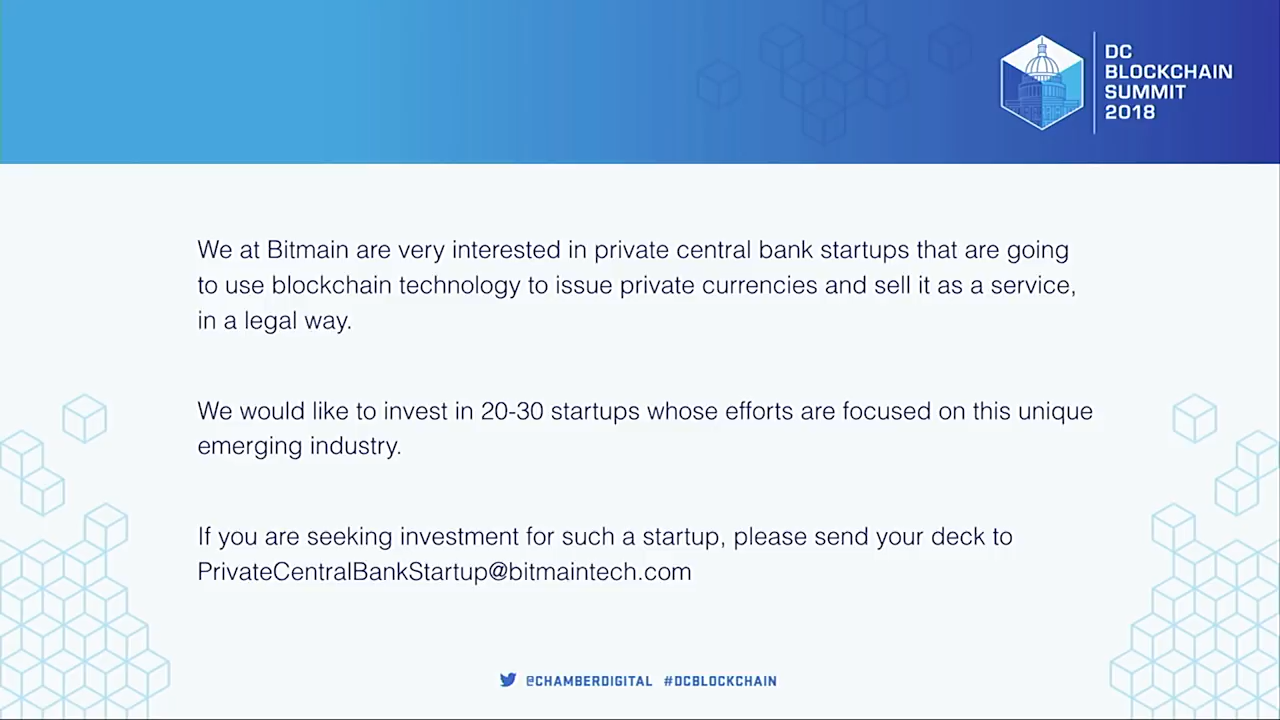 DC
BLOCKCHAIN
SUMMIT
2018
We at Bitmain are very interested in private central bank startups that are going
to use blockchain technology to issue private currencies and sell it as a service,
in a legal way.
We would like to invest in 20-30 startups whose efforts are focused on this unique
emerging industry.
If you are seeking investment for such a startup, please send your deck to
PrivateCentralBankStartup@bitmaintech.com
@CHAMBERDIGITAL #DCBLOCKCHAIN